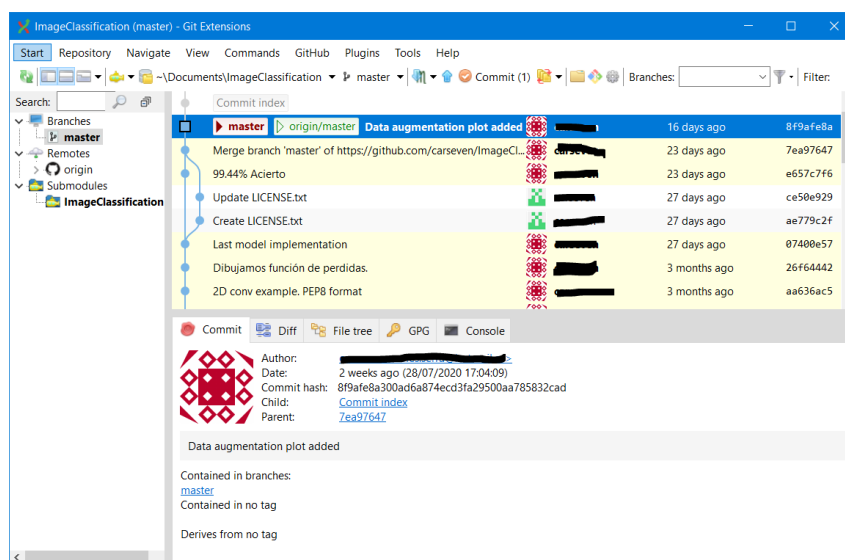 ImageClassification (master) - Git Extensions
Start Repository Navigate View Commands GitHub Plugins Tools Help
~\Documents\ImageClassification master Commit (1) Branches: Filter:
Search:
Branches
master
Remotes
origin
Submodules
ImageClassification
Commit index
master origin/master Data augmentation plot added 16 days ago 8f9afe8a
Merge branch 'master' of https://github.com/carseven/ImageCl... 23 days ago 7ea97647
99.44% Acierto 23 days ago e657c7f6
Update LICENSE.txt 27 days ago ce50e929
Create LICENSE.txt 27 days ago ae779c2f
Last model implementation 27 days ago 07400e57
Dibujamos función de perdidas. 3 months ago 26f64442
2D conv example. PEP8 format 3 months ago aa636ac5
Commit Diff File tree GPG Console
Author:
Date: 2 weeks ago (28/07/2020 17:04:09)
Commit hash: 8f9afe8a300ad6a874ecd3fa29500aa785832cad
Child: Commit index
Parent: 7ea97647
Data augmentation plot added
Contained in branches:
master
Contained in no tag
Derives from no tag